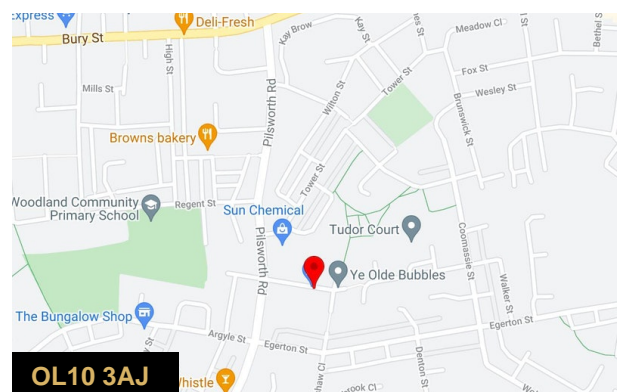 Express
Deli-Fresh
Bury St
Mills St
High St
Pilsworth Rd
Kay Brow
Kay St
Meadow Cl
Bethel S
Fox St
Wesley St
Wilton St
Tower St
Brunswick St
Browns bakery
Woodland Community
Primary School
Regent St
Tower St
Sun Chemical
Tudor Court
Coomassie St
Pilsworth Rd
Ye Olde Bubbles
Walker St
The Bungalow Shop
Argyle St
Egerton St
Egerton St
Denton St
OL10 3AJ
Whistle